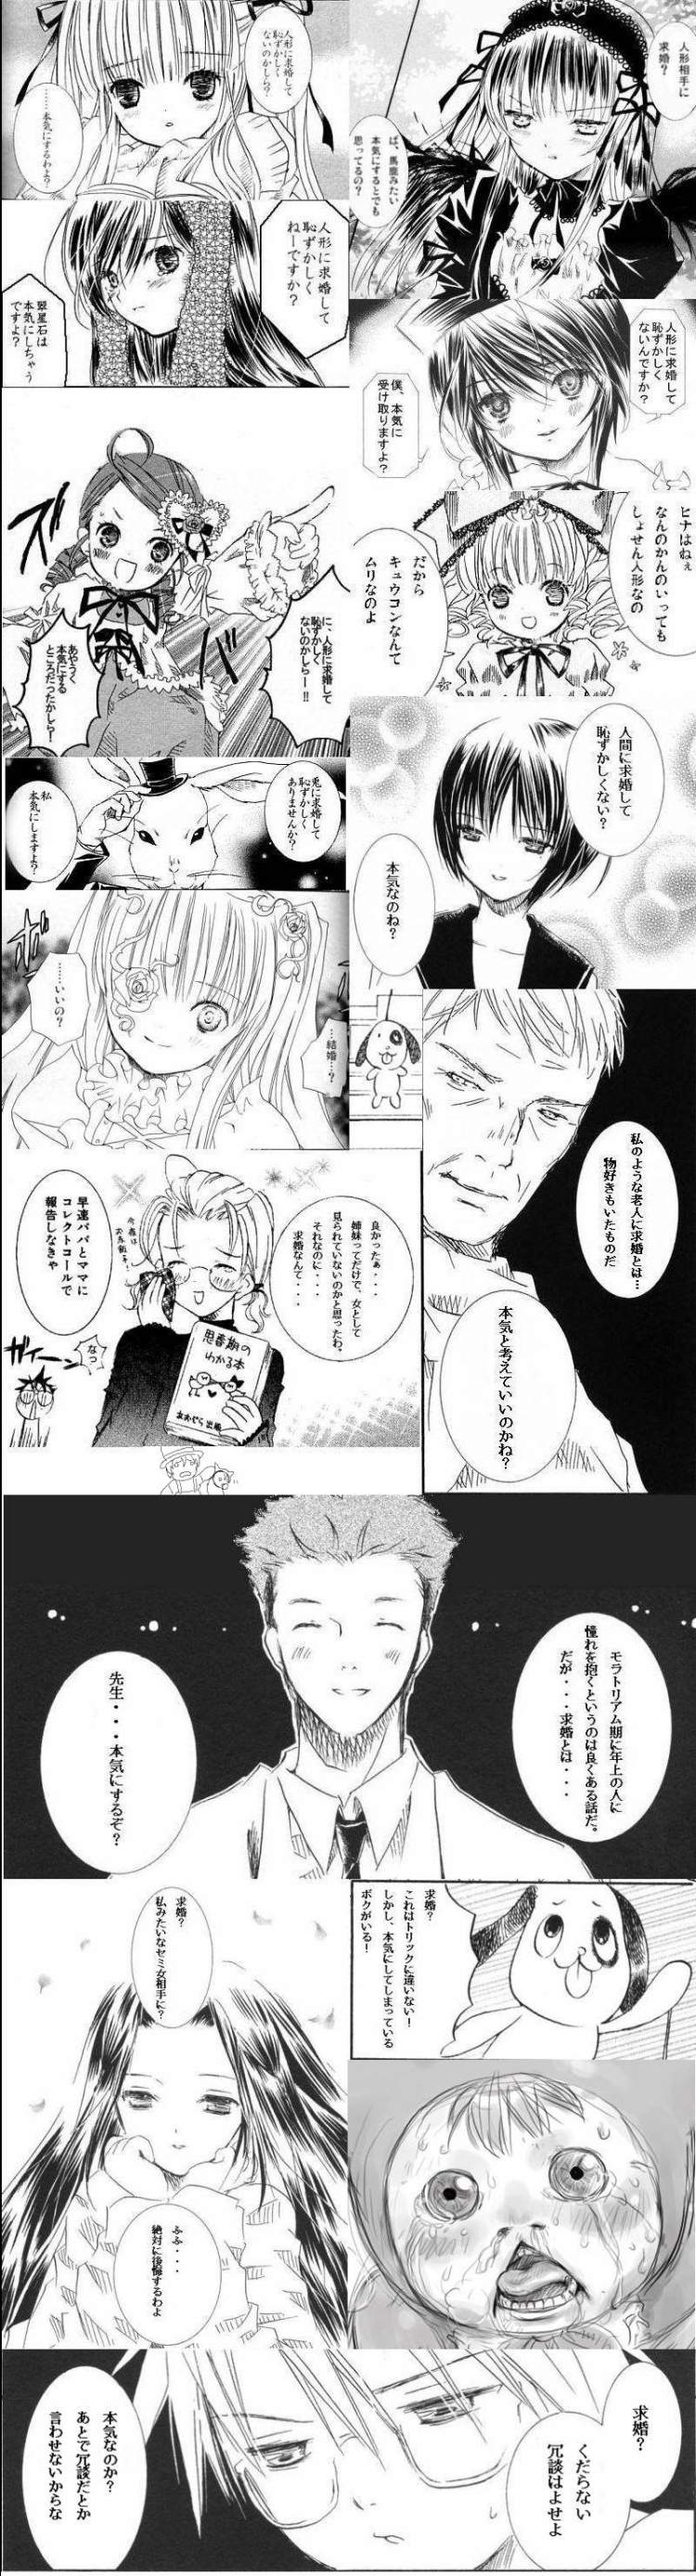 人形に求婚して
恥ずかしく
ないのかしら?
……本気にするわよ?
人形相手に
求婚?
ば、馬鹿みたい
本気にするとでも
思ってるの?
人形に求婚して
恥ずかしく
ねーですか?
翠星石は
本気にしちゃう
ですよ?
人形に求婚して
恥ずかしく
ないんですか?
僕、本気に
受け取りますよ?
ズズ
に、人形に求婚して
恥ずかしく
ないのかしらー!!
あやうく
本気にする
ところだったかしら!
ヒナはねぇ
なんのかんのいっても
しょせん人形なの
だから
キュウコンなんて
ムリなのよ
兎に求婚して
恥ずかしく
ありませんか?
私
本気にしますよ?
人間に求婚して
恥ずかしくない?
本気なのね?
…結婚…?
……いいの?
私のような老人に求婚とは…
物好きもいたものだ
本気と考えていいのかね?
良かったぁ・・・
姉妹ってだけで、女として
見られていないのかと思ったわ、
それなのに・・・
求婚なんて・・・
今夜は
お赤飯よ!
早速パパとママに
コレクトコールで
報告しなきゃ
思春期の
わかる本
ガイーーン
なっ
モラトリアム期に年上の人に
憧れを抱くというのは良くある話だ。
だが・・・求婚とは・・・
先生・・・本気にするぞ?
求婚?
私みたいなセミ女相手に?
ふふ・・・
絶対に後悔するわよ
求婚?
これはトリックに違いない!
しかし、本気にしてしまっている
ボクがいる!
求婚?
くだらない
冗談はよせよ
本気なのか?
あとで冗談だとか
言わせないからな